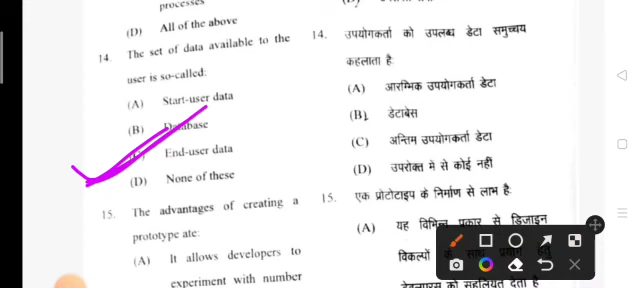 processes
(D) All of the above
14. The set of data available to the
user is so-called:
(A) Start-user data
(B) Database
End-user data
(D) None of these
15. The advantages of creating a
prototype ate:
(A) It allows developers to
experiment with number
14. उपयोगकर्ता को उपलब्ध डेटा समुच्चय
कहलाता है:
(A) आरम्भिक उपयोगकर्ता डेटा
(B) डेटाबेस
(C) अन्तिम उपयोगकर्ता डेटा
(D) उपरोक्त मे से कोई नहीं
15. एक प्रोटोटाइप के निर्माण से लाभ है:
(A) यह विभिन्न प्रकार से डिजाइन
विकल्पों के साथ